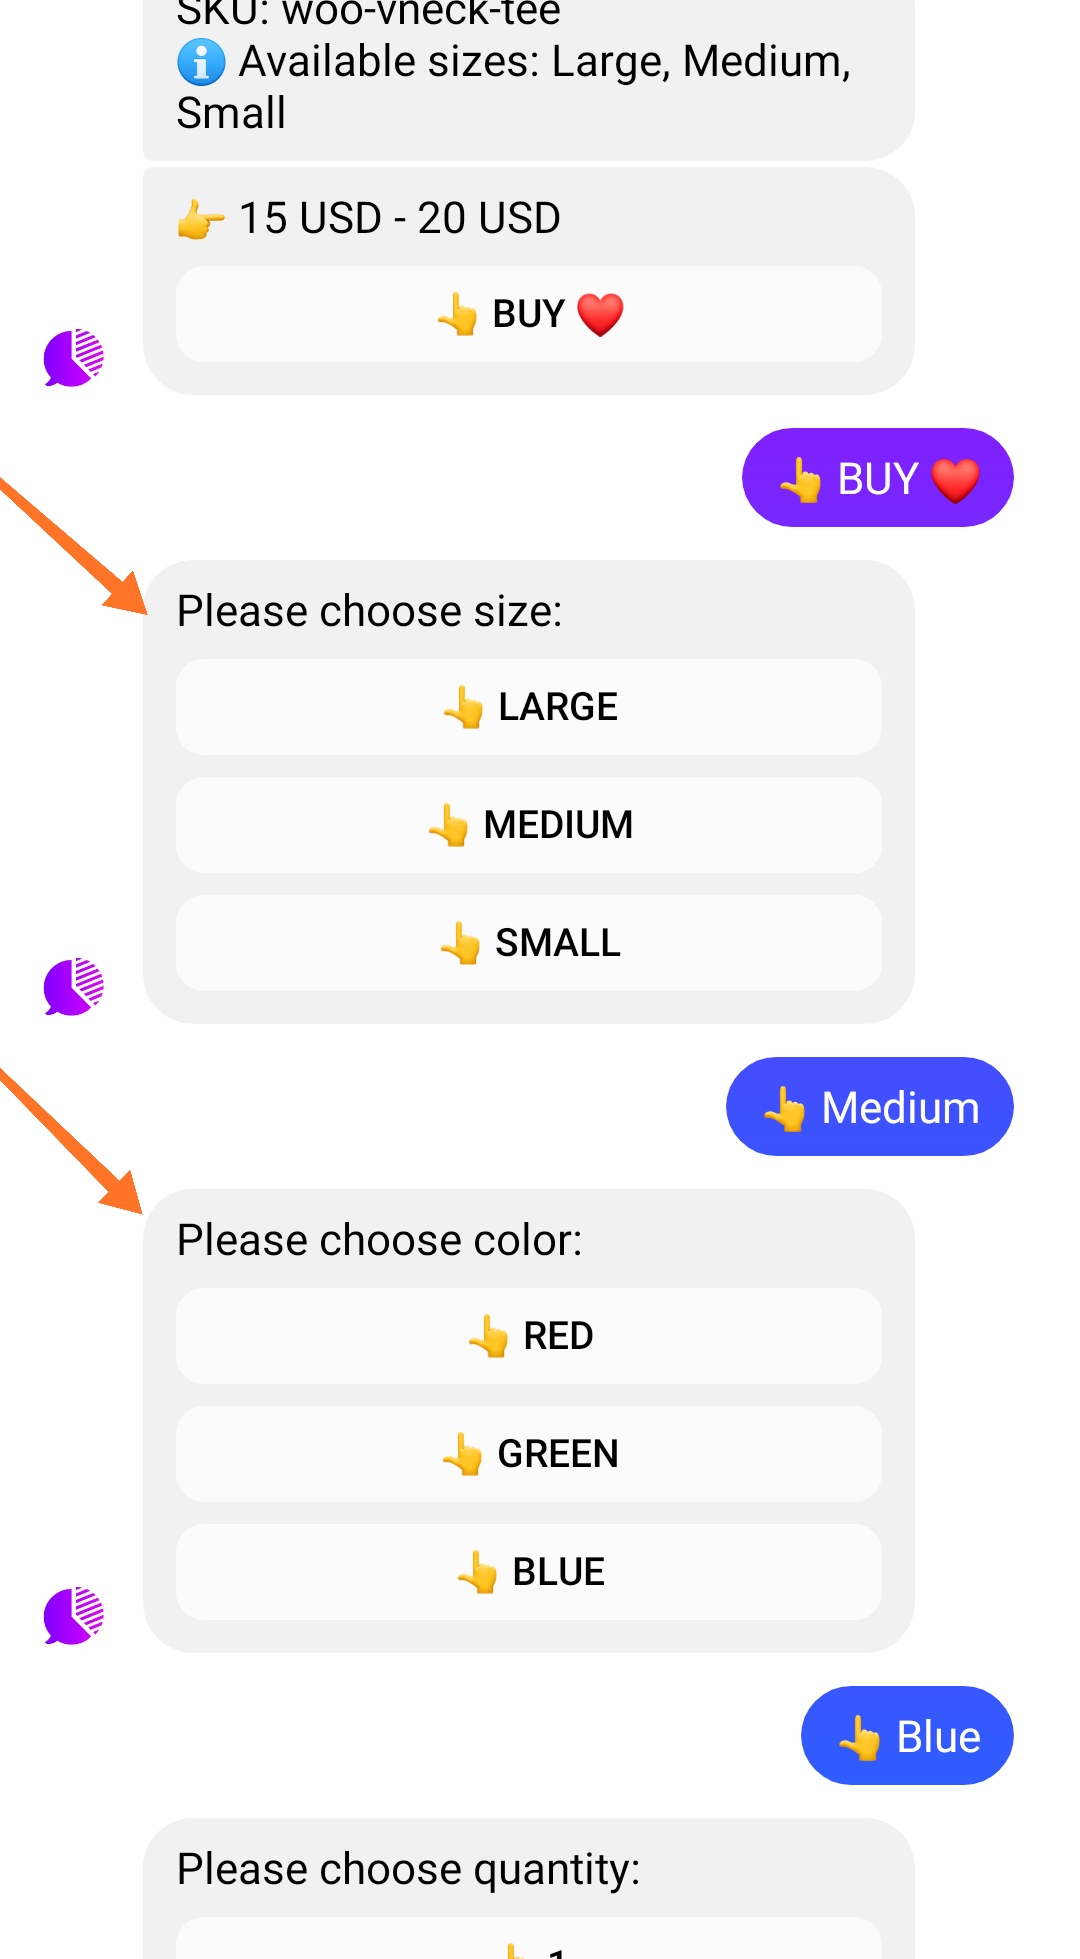 SKU: woo-vneck-tee
ℹ️ Available sizes: Large, Medium,
Small
👉 15 USD - 20 USD
👆 BUY ❤️
👆 BUY ❤️
Please choose size:
👆 LARGE
👆 MEDIUM
👆 SMALL
👆 Medium
Please choose color:
👆 RED
👆 GREEN
👆 BLUE
👆 Blue
Please choose quantity:
👆 1